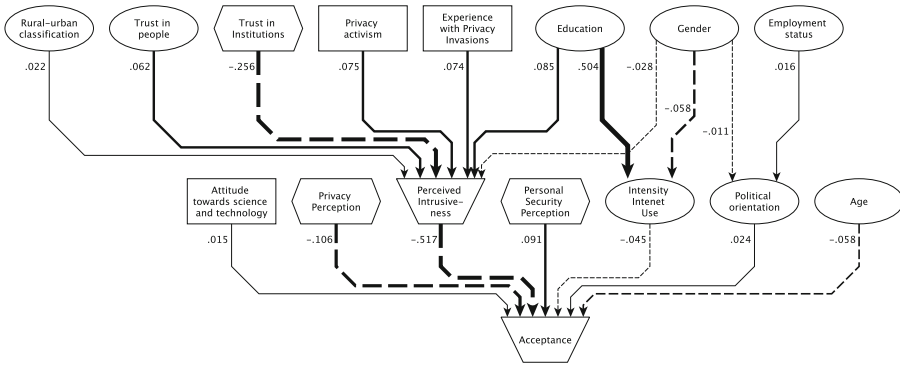 Rural-urban
classification
Trust in
people
Trust in
Institutions
Privacy
activism
Experience
with Privacy
Invasions
Education
Gender
Employment
status
.022
.062
-.256
.075
.074
.085
.504
-.028
-.058
-.011
.016
Attitude
towards science
and technology
Privacy
Perception
Perceived
Intrusive-
ness
Personal
Security
Perception
Intensity
Intenet
Use
Political
orientation
Age
.015
-.106
-.517
.091
-.045
.024
-.058
Acceptance